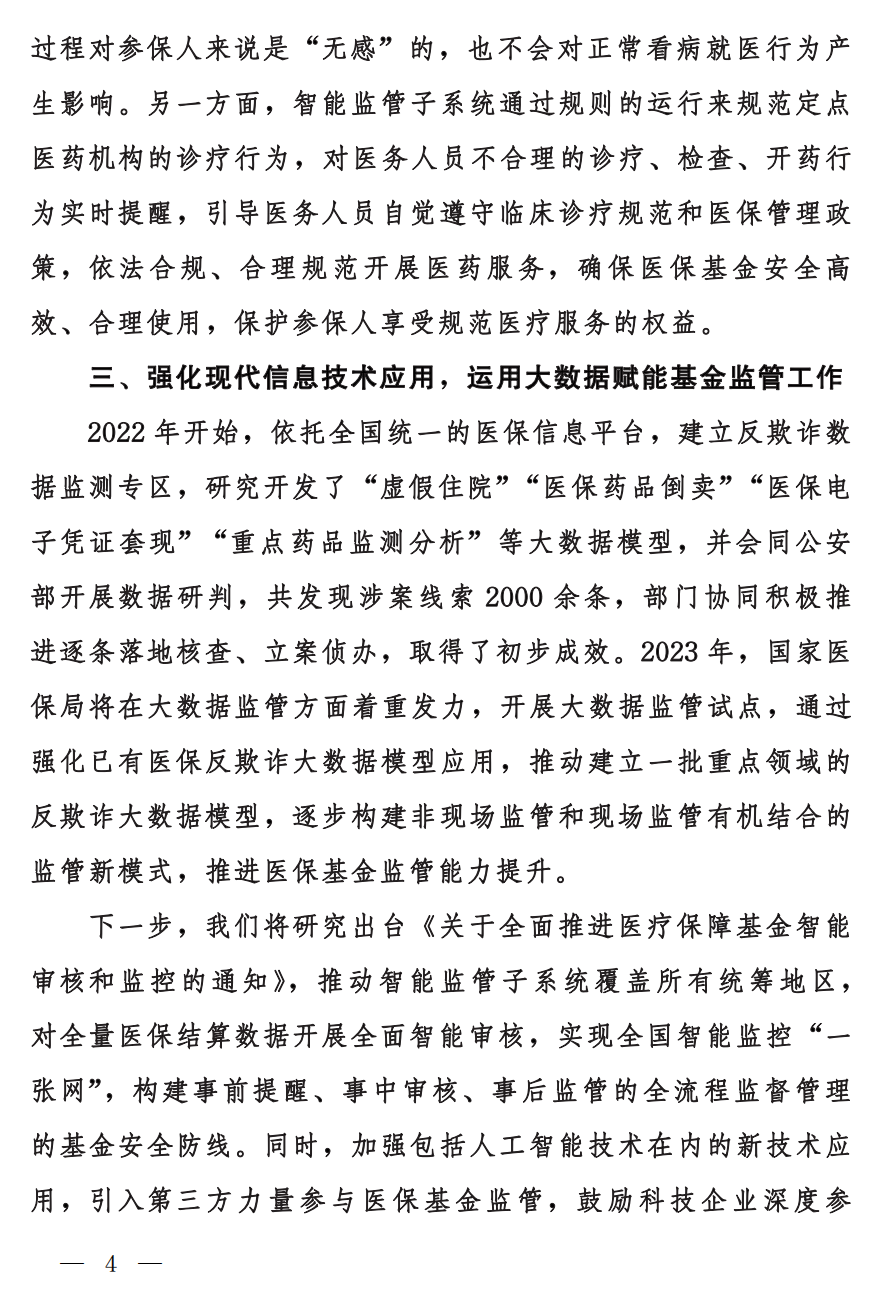 过程对参保人来说是“无感”的，也不会对正常看病就医行为产
生影响。另一方面，智能监管子系统通过规则的运行来规范定点
医药机构的诊疗行为，对医务人员不合理的诊疗、检查、开药行
为实时提醒，引导医务人员自觉遵守临床诊疗规范和医保管理政
策，依法合规、合理规范开展医药服务，确保医保基金安全高
效、合理使用，保护参保人享受规范医疗服务的权益。
三、强化现代信息技术应用，运用大数据赋能基金监管工作
2022 年开始，依托全国统一的医保信息平台，建立反欺诈数
据监测专区，研究开发了“虚假住院”“医保药品倒卖”“医保电
子凭证套现”“重点药品监测分析”等大数据模型，并会同公安
部开展数据研判，共发现涉案线索 2000 余条，部门协同积极推
进逐条落地核查、立案侦办，取得了初步成效。2023 年，国家医
保局将在大数据监管方面着重发力，开展大数据监管试点，通过
强化已有医保反欺诈大数据模型应用，推动建立一批重点领域的
反欺诈大数据模型，逐步构建非现场监管和现场监管有机结合的
监管新模式，推进医保基金监管能力提升。
下一步，我们将研究出台《关于全面推进医疗保障基金智能
审核和监控的通知》，推动智能监管子系统覆盖所有统筹地区，
对全量医保结算数据开展全面智能审核，实现全国智能监控“一
张网”，构建事前提醒、事中审核、事后监管的全流程监督管理
的基金安全防线。同时，加强包括人工智能技术在内的新技术应
用，引入第三方力量参与医保基金监管，鼓励科技企业深度参
— 4 —